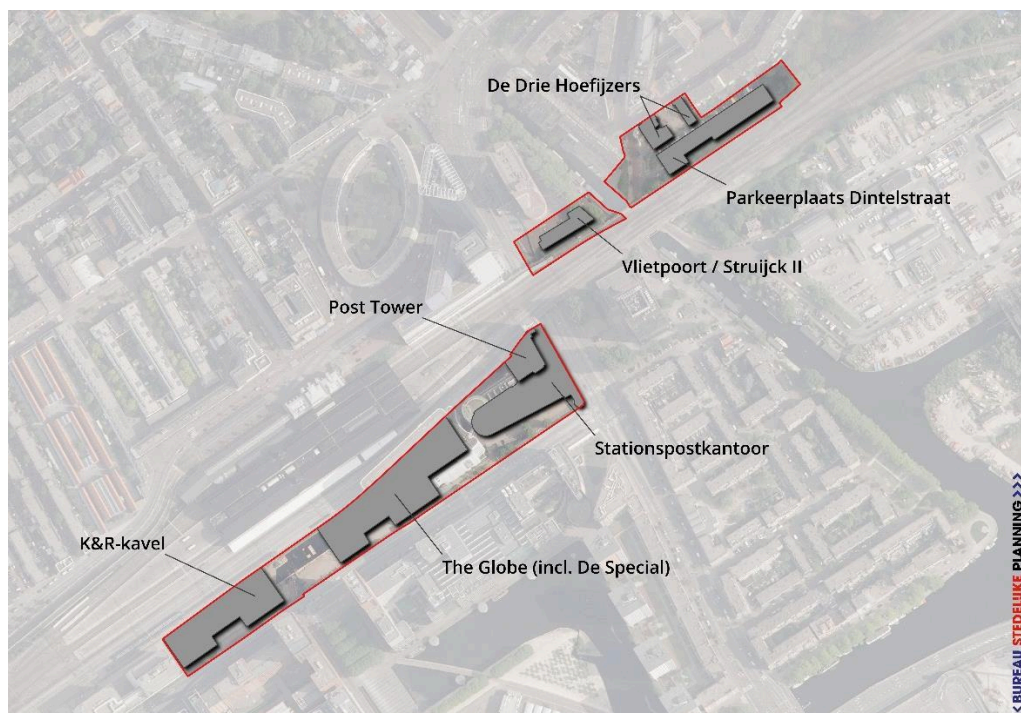 De Drie Hoefijzers
Parkeerplaats Dintelstraat
Vlietpoort / Struijck II
Post Tower
Stationspostkantoor
K&R-kavel
The Globe (incl. De Special)
< BUREAU STEDELIJKE PLANNING >>>